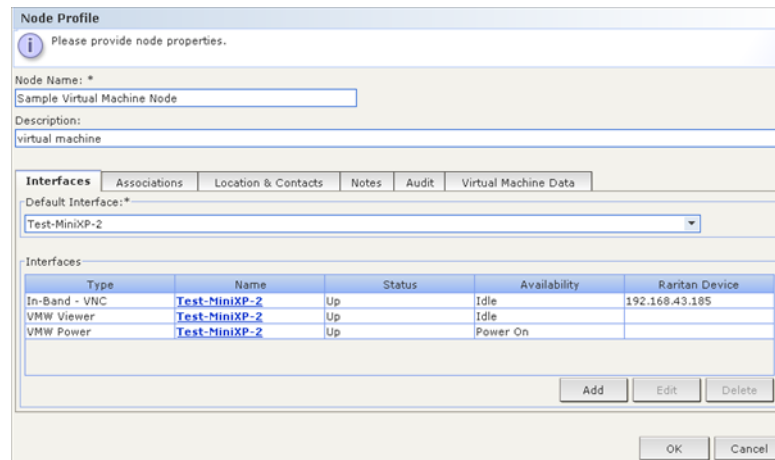 Node Profile
Please provide node properties.
Node Name: *
Sample Virtual Machine Node
Description:
virtual machine
Interfaces Associations Location & Contacts Notes Audit Virtual Machine Data
Default Interface:*
Test-MiniXP-2
Interfaces
Type Name Status Availability Raritan Device
In-Band - VNC Test-MiniXP-2 Up Idle 192.168.43.185
VMW Viewer Test-MiniXP-2 Up Idle
VMW Power Test-MiniXP-2 Up Power On
Add Edit Delete
OK Cancel